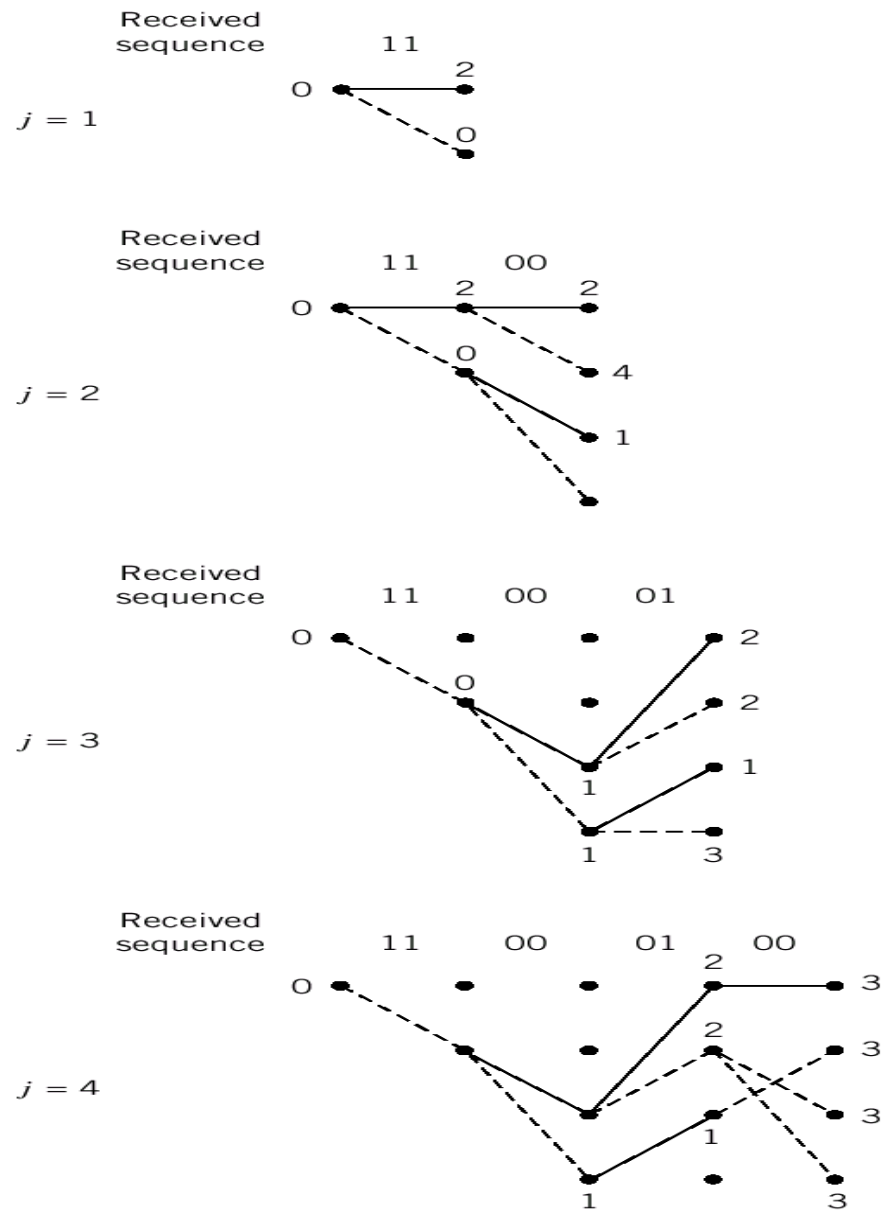 Received
sequence 11
2
0
j = 1
0
Received
sequence 11 00
2 2
0
0
4
j = 2
1
Received
sequence 11 00 01
0 2
0
2
j = 3
1
1
1 3
Received
sequence 11 00 01 00
2
0 3
2
3
j = 4
3
1
1 3